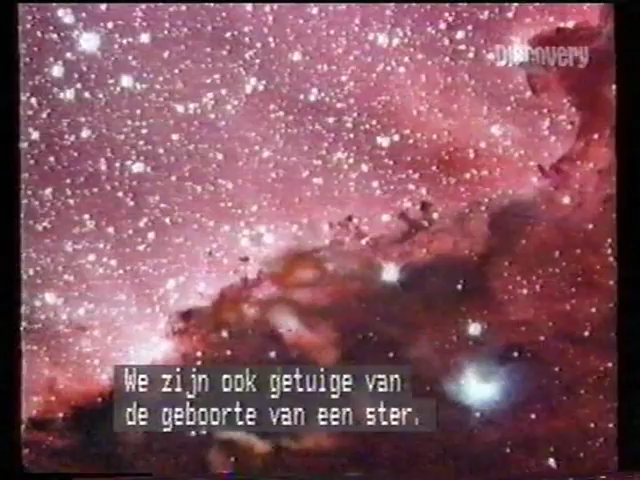 Discovery
We zijn ook getuige van
de geboorte van een ster.